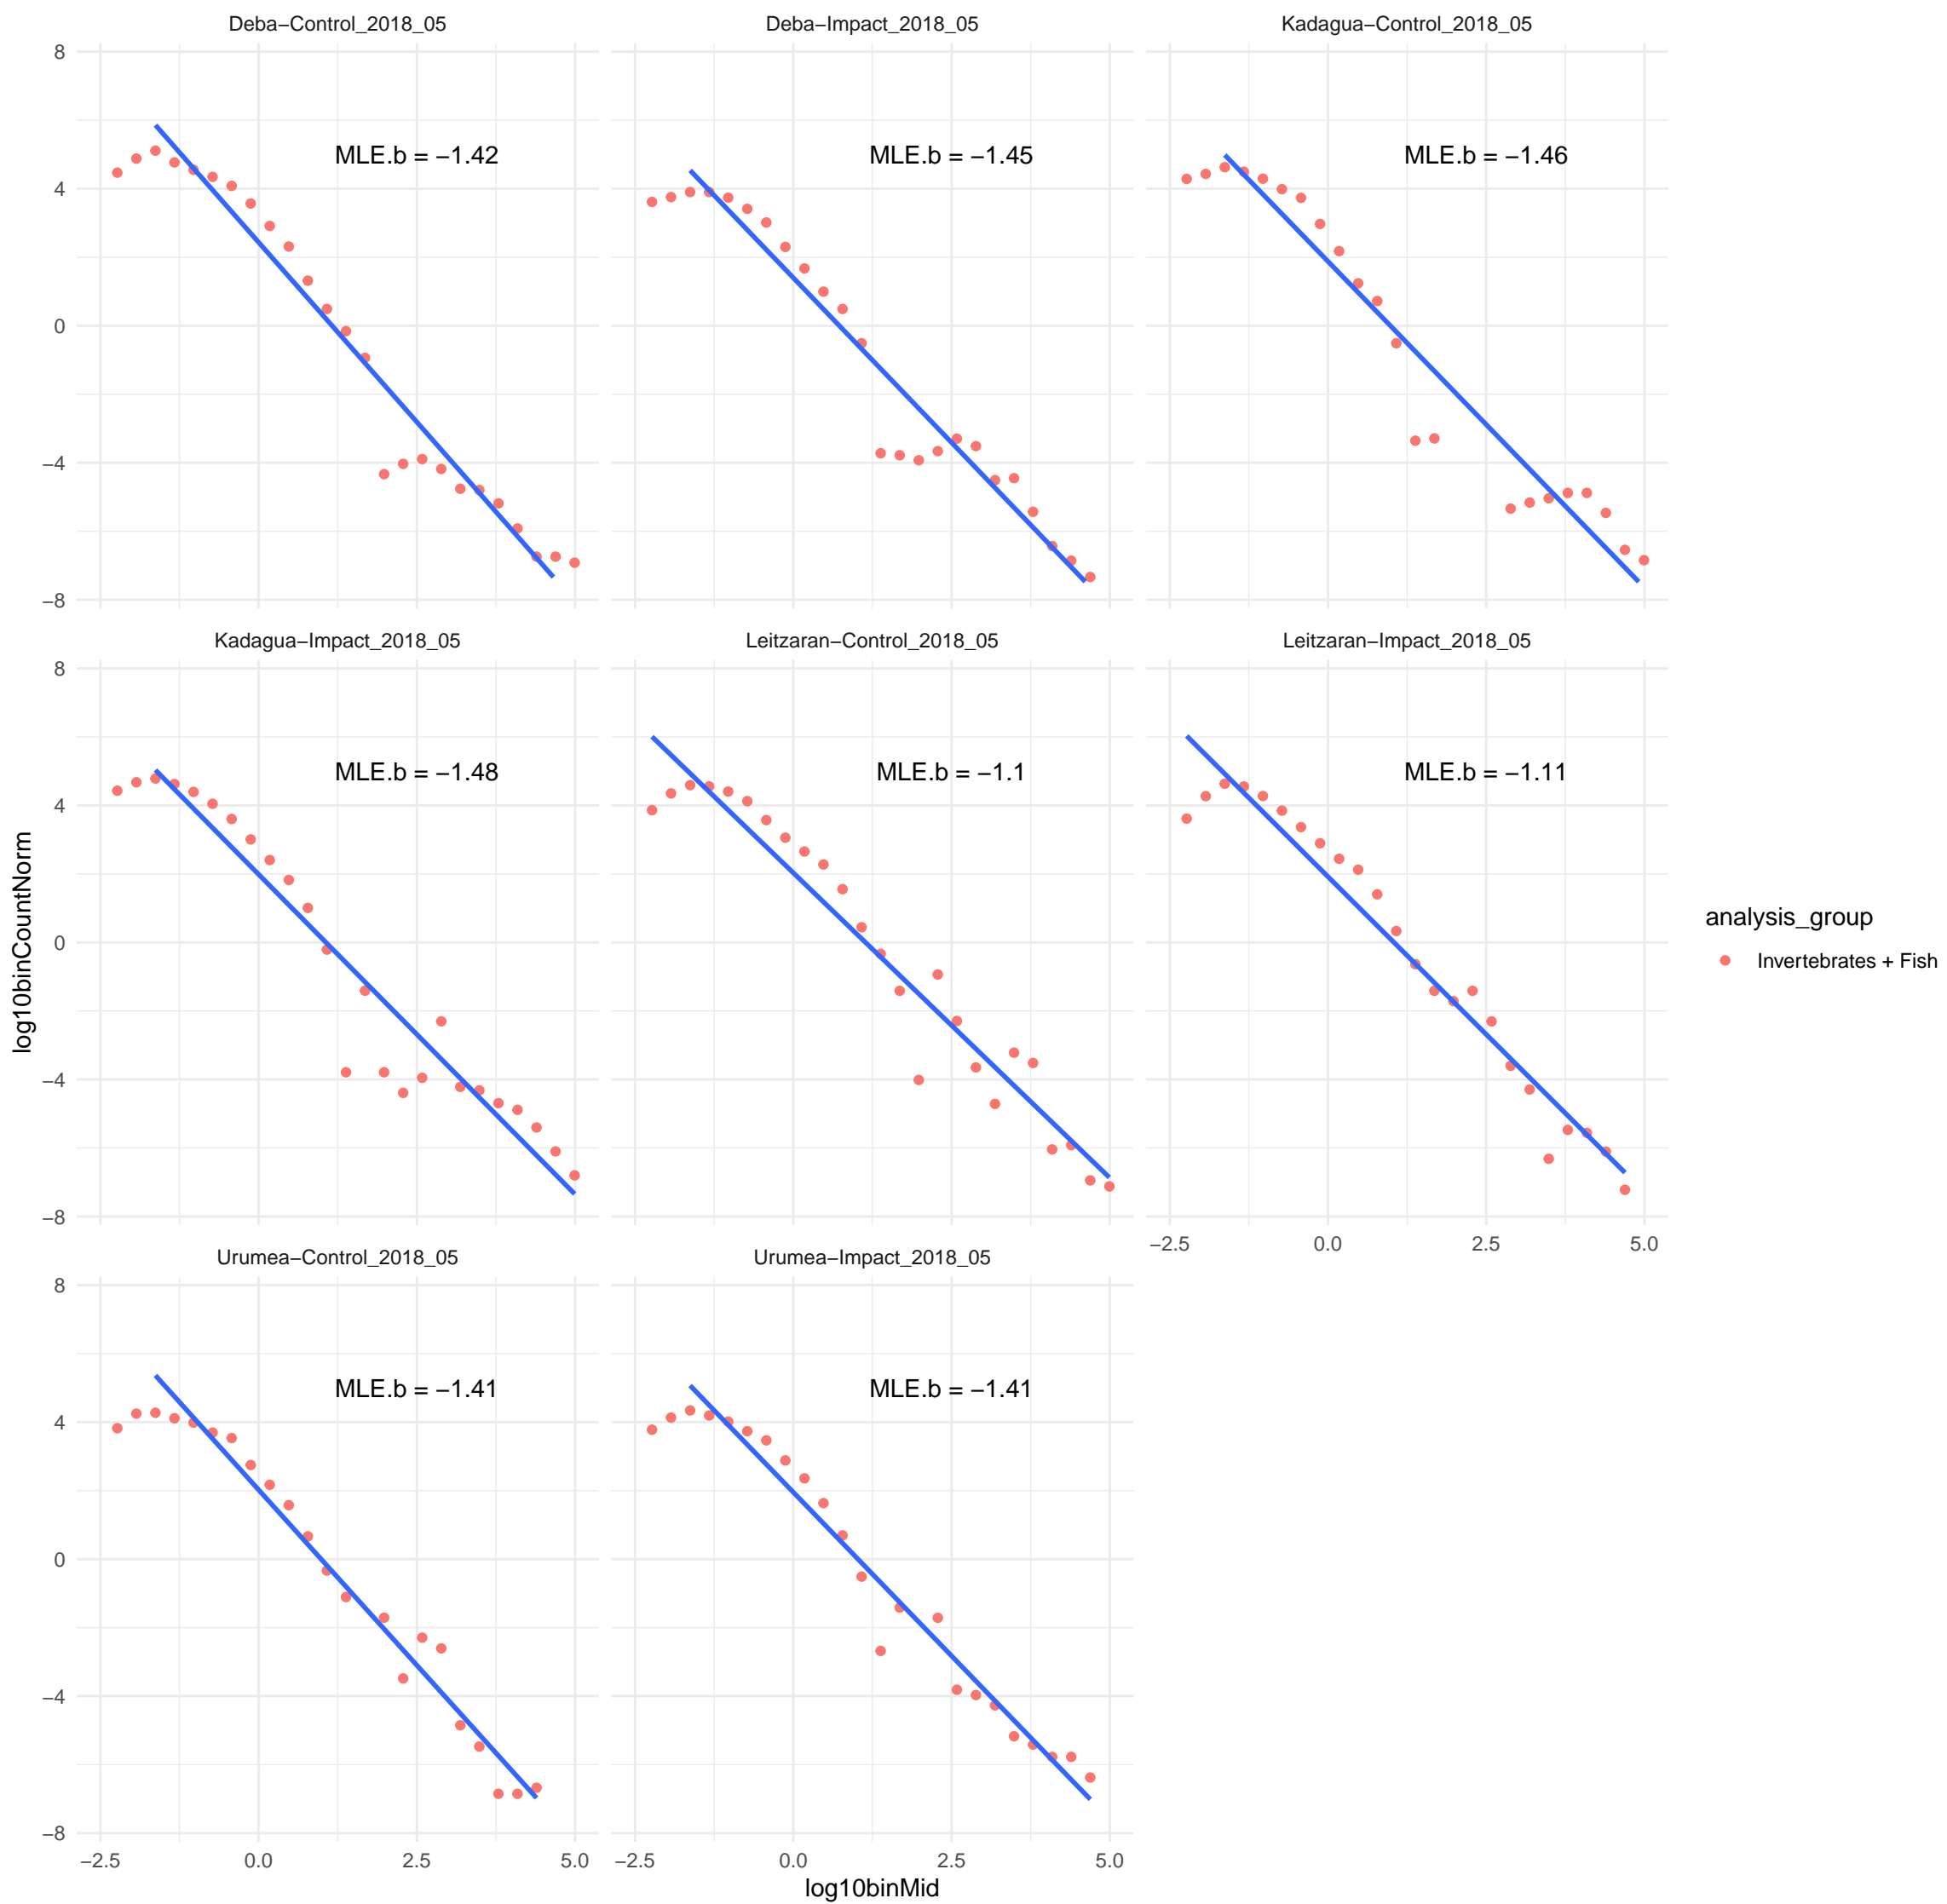 Deba−Control_2018_05
Deba−Impact_2018_05
Kadagua−Control_2018_05
8
4
0
−4
−8
MLE.b = −1.42
MLE.b = −1.45
MLE.b = −1.46
Kadagua−Impact_2018_05
Leitzaran−Control_2018_05
Leitzaran−Impact_2018_05
8
4
0
−4
−8
MLE.b = −1.48
MLE.b = −1.1
MLE.b = −1.11
−2.5 0.0 2.5 5.0
Urumea−Control_2018_05
Urumea−Impact_2018_05
8
4
0
−4
−8
MLE.b = −1.41
MLE.b = −1.41
−2.5 0.0 2.5 5.0
−2.5 0.0 2.5 5.0
log10binMid
log10binCountNorm
analysis_group
Invertebrates + Fish